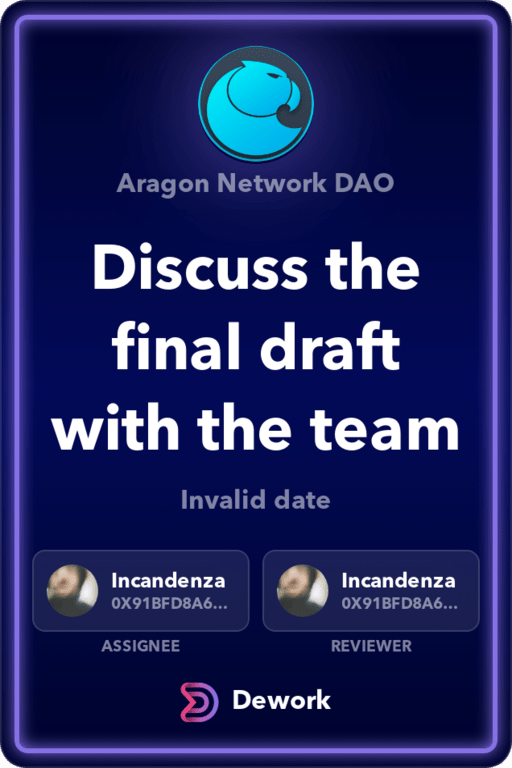 Aragon Network DAO
Discuss the
final draft
with the team
Invalid date
Incandenza
0X91BFD8A6...
Incandenza
0X91BFD8A6...
ASSIGNEE
REVIEWER
Dework